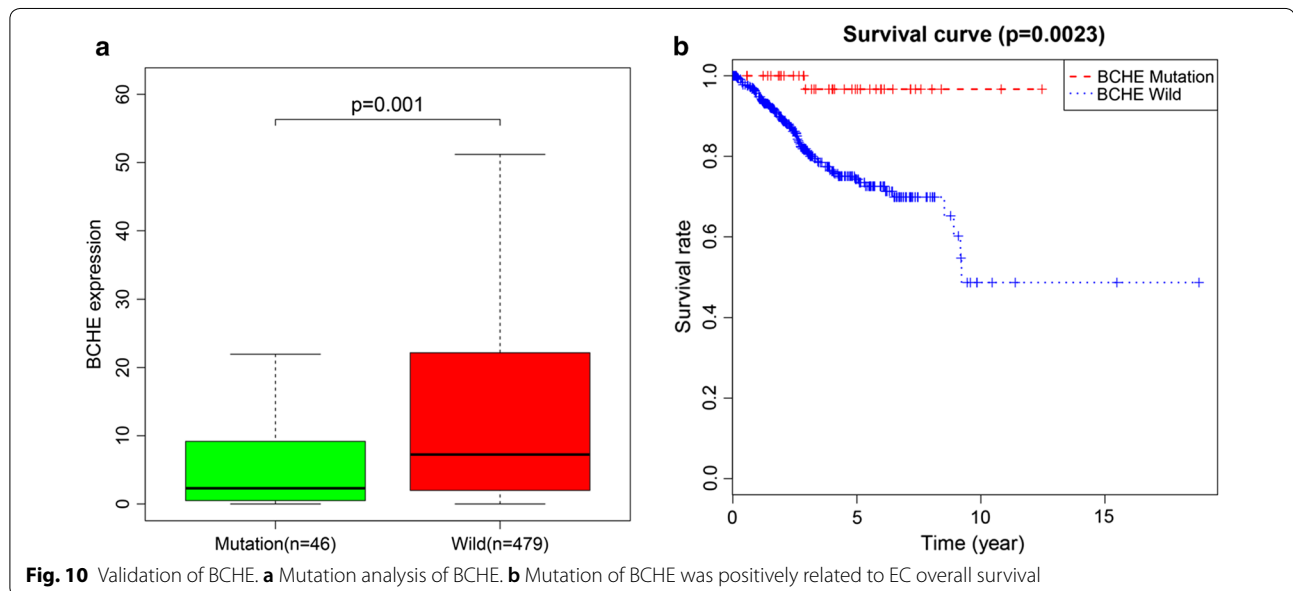 a
p=0.001
BCHE expression
60
50
40
30
20
10
0
Mutation(n=46)
Wild(n=479)
b
Survival curve (p=0.0023)
BCHE Mutation
BCHE Wild
Survival rate
1.0
0.8
0.6
0.4
0.2
0.0
0
5
10
15
Time (year)
Fig. 10 Validation of BCHE. a Mutation analysis of BCHE. b Mutation of BCHE was positively related to EC overall survival